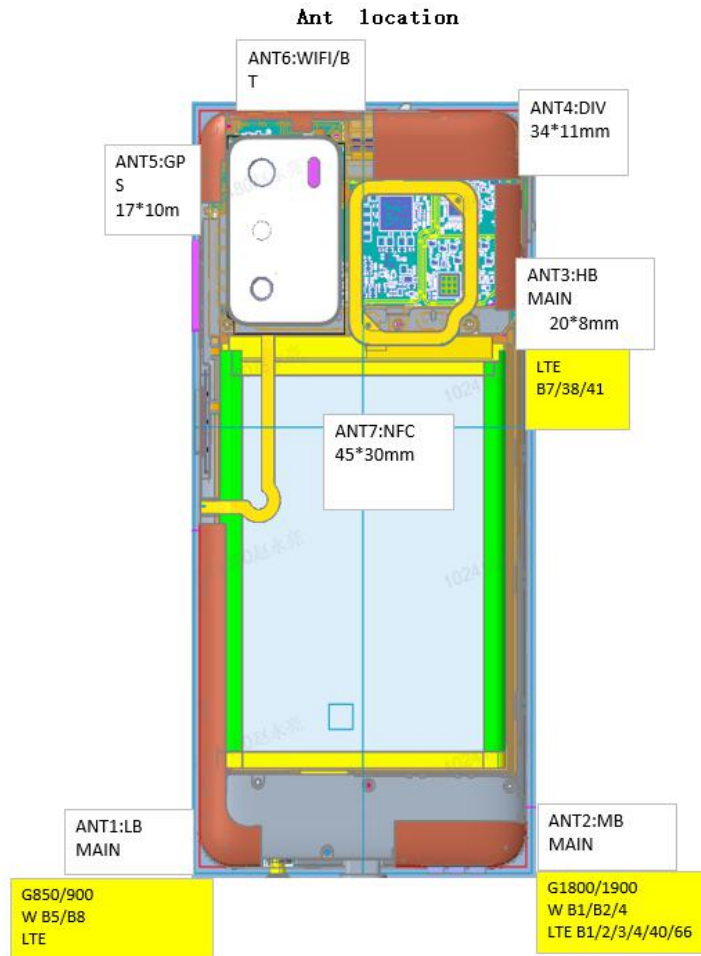 Ant location
ANT6:WIFI/B
T
ANT4:DIV
34*11mm
ANT5:GP
S
17*10m
ANT3:HB
MAIN
20*8mm
LTE
B7/38/41
ANT7:NFC
45*30mm
ANT1:LB
MAIN
ANT2:MB
MAIN
G850/900
W B5/B8
LTE
G1800/1900
W B1/B2/4
LTE B1/2/3/4/40/66